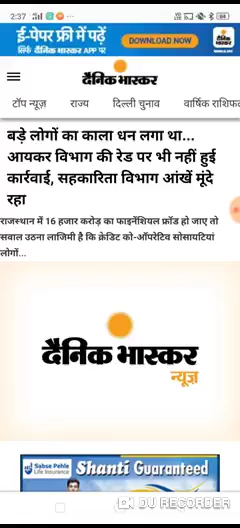 2:37
ई-पेपर फ्री में पढ़ें
सिर्फ दैनिक भास्कर APP पर
DOWNLOAD NOW
दैनिक भास्कर
टॉप न्यूज़ राज्य दिल्ली चुनाव वार्षिक राशिफ
बड़े लोगों का काला धन लगा था...
आयकर विभाग की रेड पर भी नहीं हुई
कार्रवाई, सहकारिता विभाग आंखें मूंदे
रहा
राजस्थान में 16 हजार करोड़ का फाइनेंशियल फ्रॉड हो जाए तो
सवाल उठना लाजिमी है कि क्रेडिट को-ऑपरेटिव सोसायटियां
लोगों...
दैनिक भास्कर
न्यूज़
Sabse Pehle
Life Insurance
Shanti Guaranteed
DU RECORDER